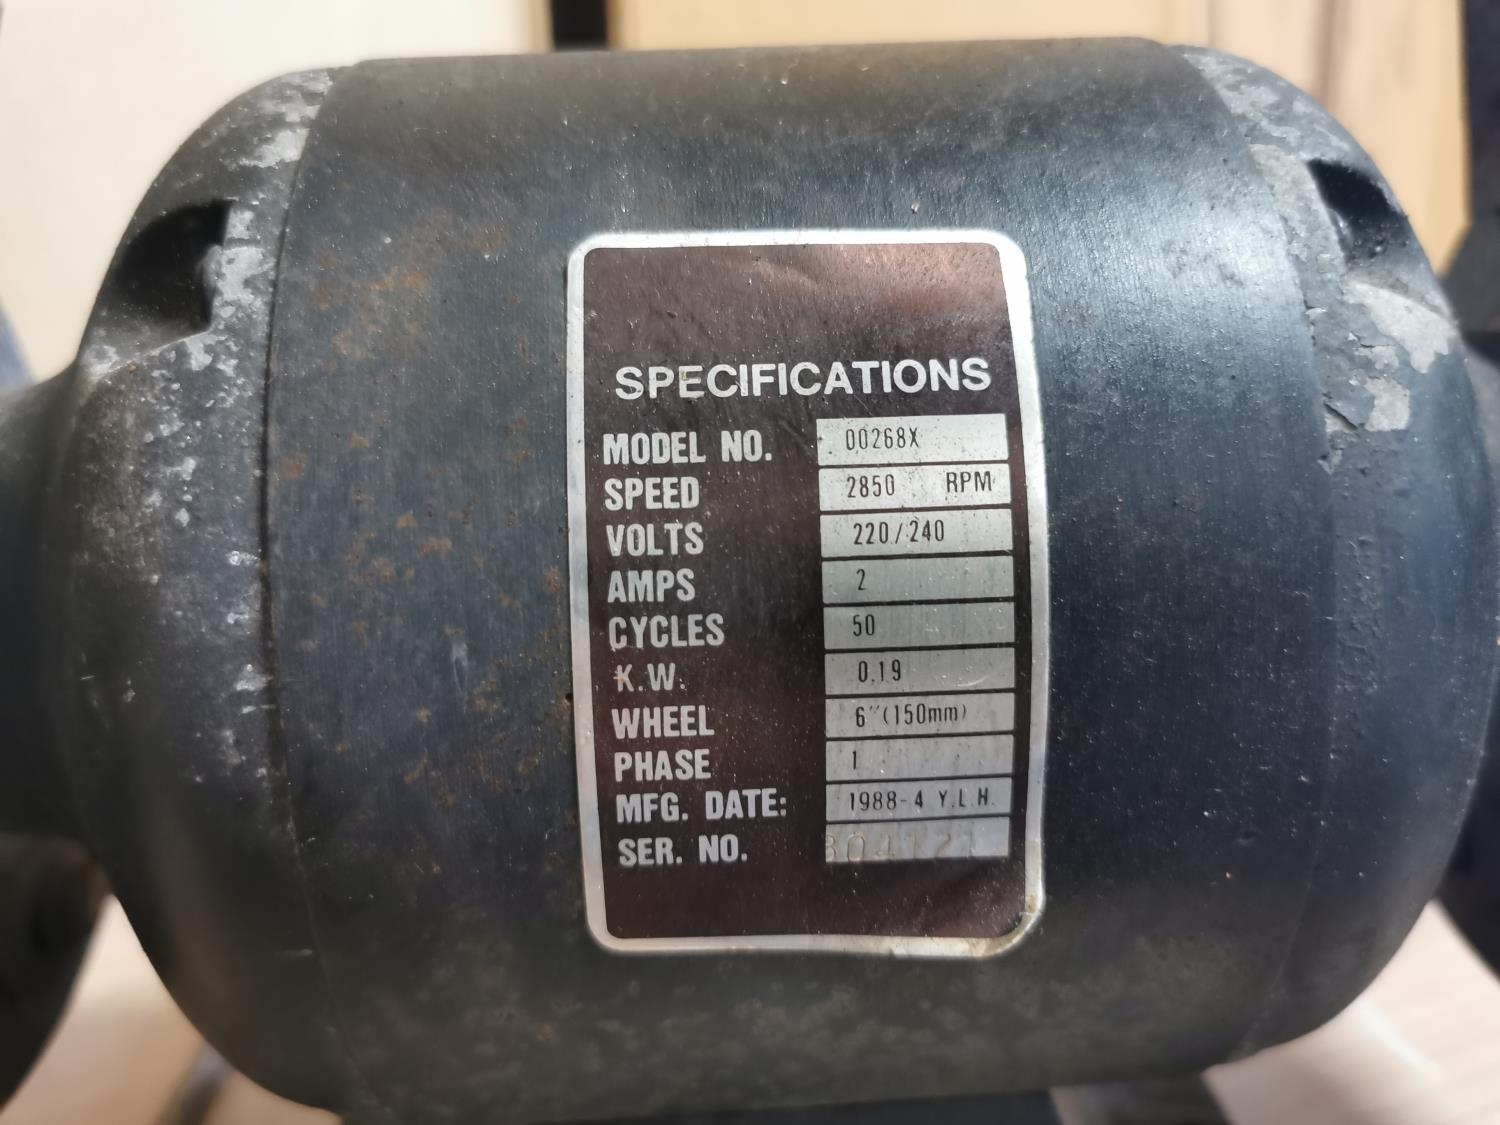 SPECIFICATIONS
MODEL NO. 00268X
SPEED 2850 RPM
VOLTS 220/240
AMPS 2
CYCLES 50
K.W. 0.19
WHEEL 6"(150mm)
PHASE 1
MFG. DATE: 1988-4 Y.L.H.
SER. NO.